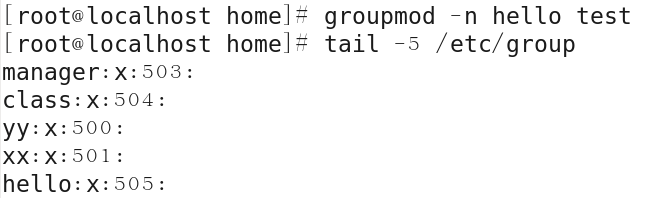 [root@localhost home]# groupmod -n hello test
[root@localhost home]# tail -5 /etc/group
manager:x:503:
class:x:504:
yy:x:500:
xx:x:501:
hello:x:505: